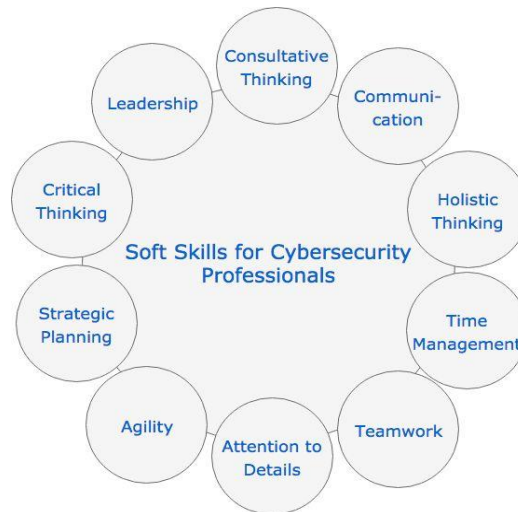 Consultative
Thinking
Communi-
cation
Holistic
Thinking
Time
Management
Teamwork
Attention to
Details
Agility
Strategic
Planning
Critical
Thinking
Leadership
Soft Skills for Cybersecurity
Professionals